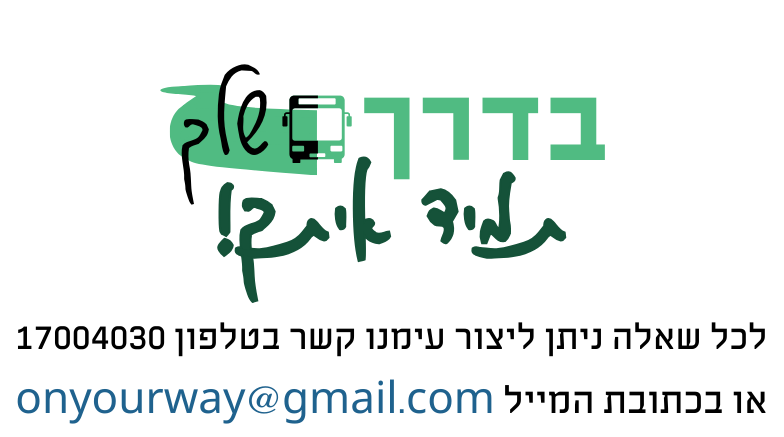 בדרך שלך
תמיד איתך!
לכל שאלה ניתן ליצור עימנו קשר בטלפון 17004030
או בכתובת המייל onyourway@gmail.com